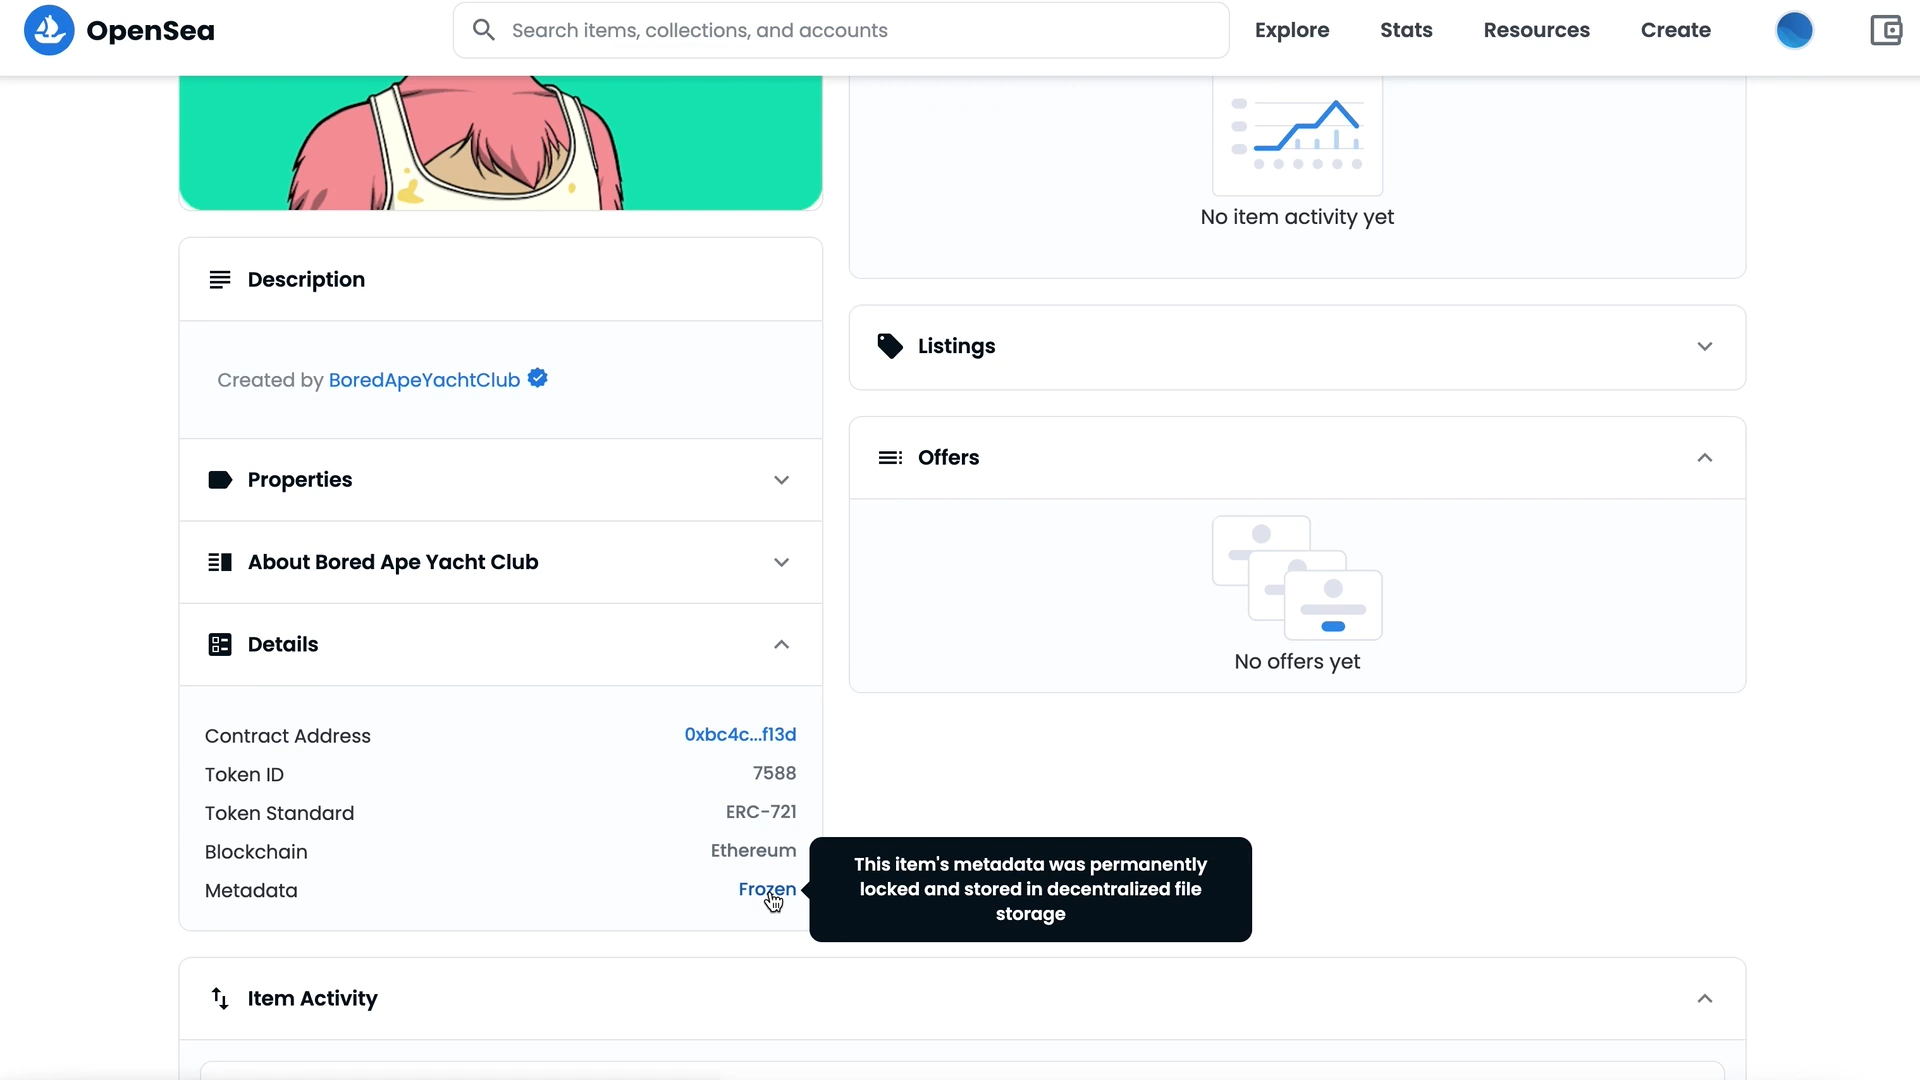 OpenSea
Search items, collections, and accounts
Explore
Stats
Resources
Create
No item activity yet
Description
Created by BoredApeYachtClub
Properties
About Bored Ape Yacht Club
Details
Contract Address 0xbc4c...f13d
Token ID 7588
Token Standard ERC-721
Blockchain Ethereum
Metadata Frozen
This item's metadata was permanently
locked and stored in decentralized file
storage
Listings
Offers
No offers yet
Item Activity